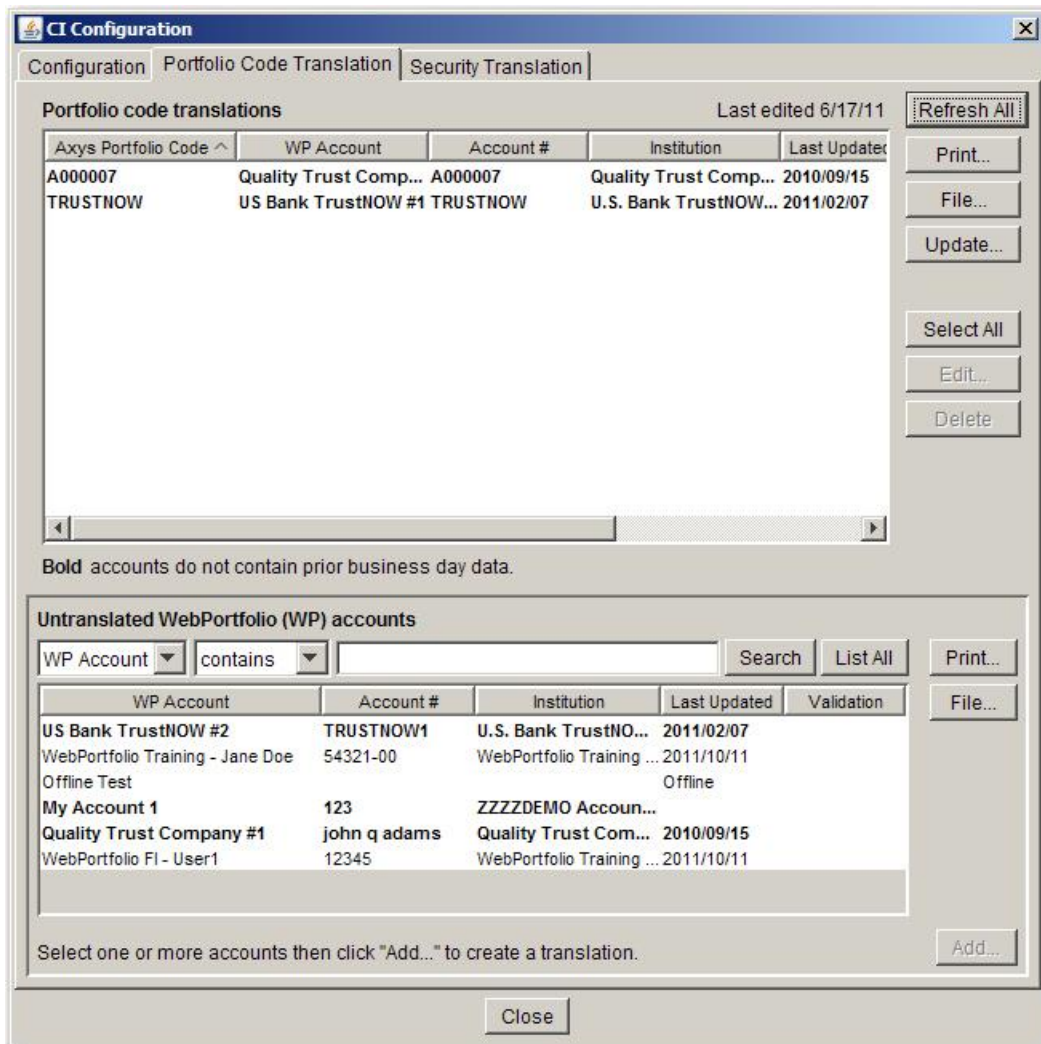 CI Configuration
Configuration Portfolio Code Translation Security Translation
Portfolio code translations Last edited 6/17/11 Refresh All
Axys Portfolio Code WP Account Account # Institution Last Updated
Print...
A000007 Quality Trust Comp... A000007 Quality Trust Comp... 2010/09/15
TRUSTNOW US Bank TrustNOW #1 TRUSTNOW U.S. Bank TrustNOW... 2011/02/07
File...
Update...
Select All
Edit...
Delete
Bold accounts do not contain prior business day data.
Untranslated WebPortfolio (WP) accounts
WP Account contains Search List All Print...
WP Account Account # Institution Last Updated Validation File...
US Bank TrustNOW #2 TRUSTNOW1 U.S. Bank TrustNO... 2011/02/07
WebPortfolio Training - Jane Doe 54321-00 WebPortfolio Training ... 2011/10/11
Offline Test Offline
My Account 1 123 ZZZZDEMO Accoun...
Quality Trust Company #1 john q adams Quality Trust Com... 2010/09/15
WebPortfolio FI - User1 12345 WebPortfolio Training ... 2011/10/11
Select one or more accounts then click "Add..." to create a translation. Add...
Close